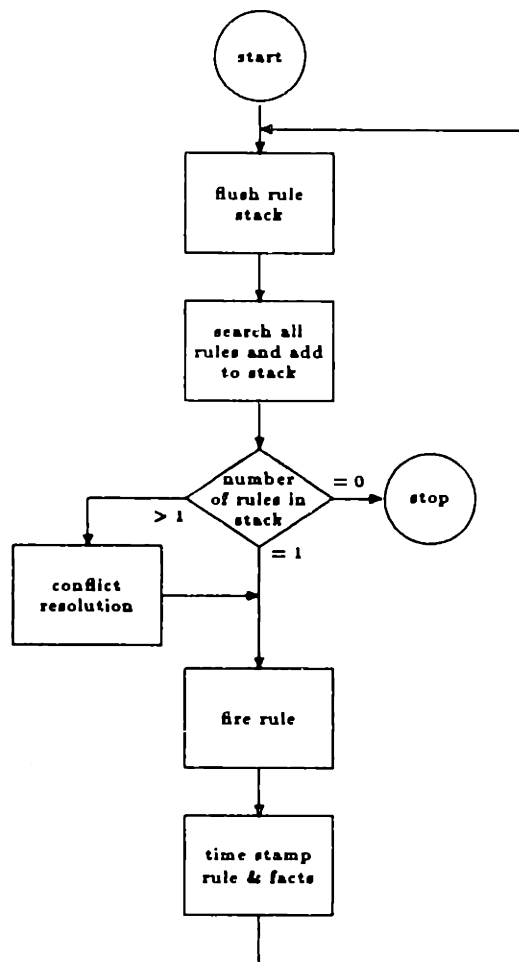 start
flush rule
stack
search all
rules and add
to stack
number
of rules in
stack
= 0
stop
> 1
= 1
conflict
resolution
fire rule
time stamp
rule & facts